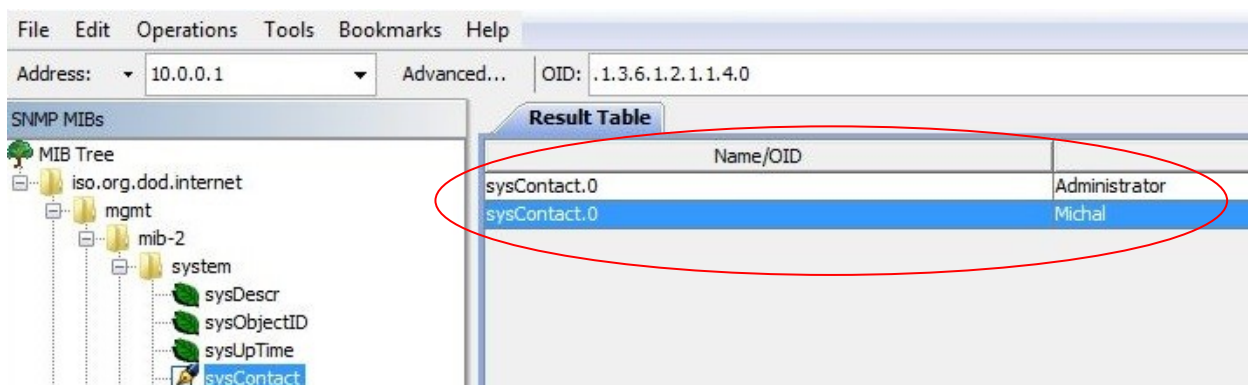 File Edit Operations Tools Bookmarks Help
Address: 10.0.0.1 Advanced... OID: .1.3.6.1.2.1.1.4.0
SNMP MIBs
MIB Tree
iso.org.dod.internet
mgmt
mib-2
system
sysDescr
sysObjectID
sysUpTime
sysContact
Result Table
Name/OID
sysContact.0 Administrator
sysContact.0 Michal